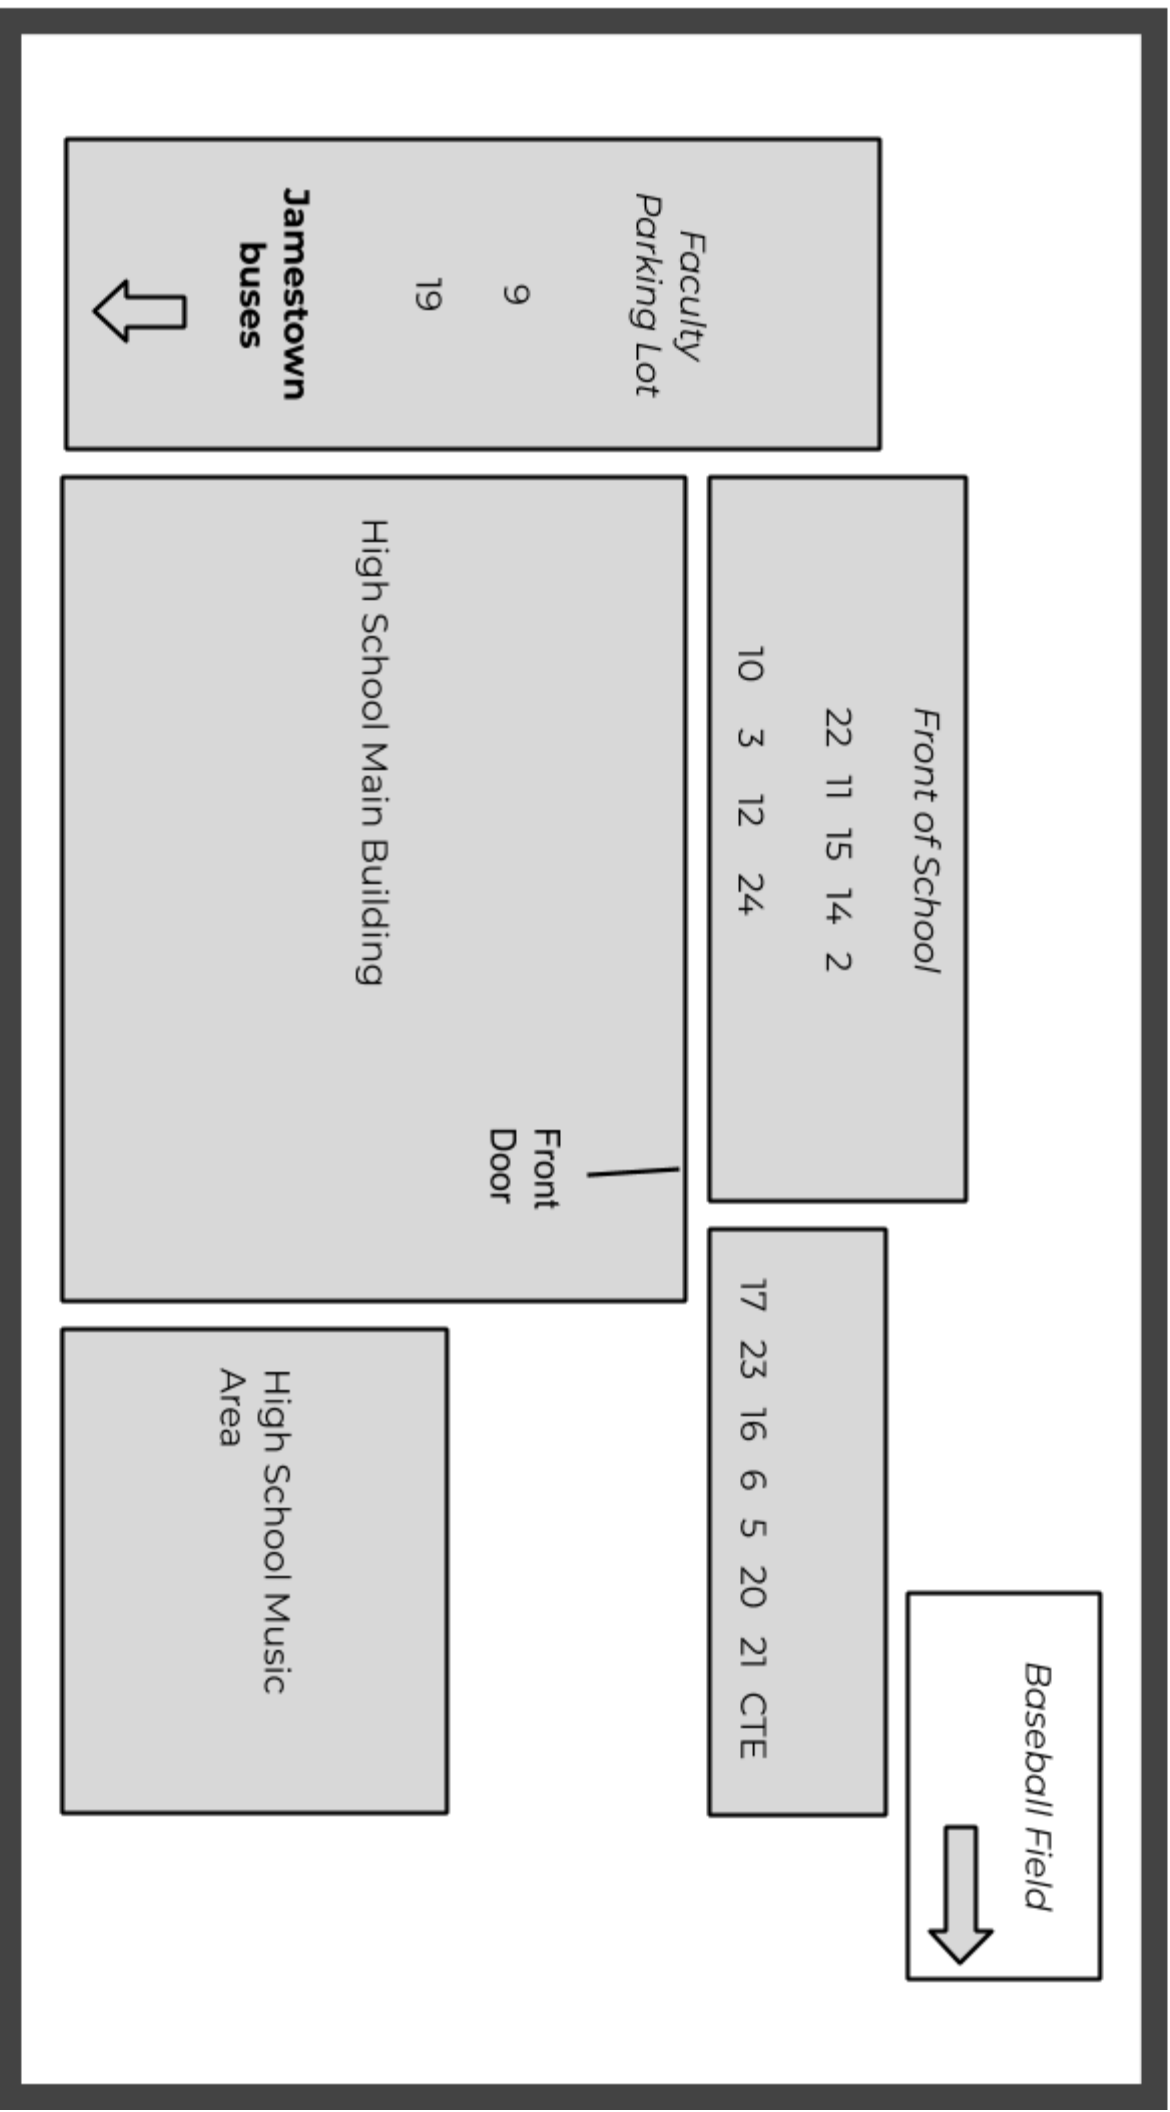 Faculty
Parking Lot
9
19
Jamestown
buses
Front of School
22 11 15 14 2
10 3 12 24
High School Main Building
Front
Door
17 23 16 6 5 20 21 CTE
High School Music
Area
Baseball Field